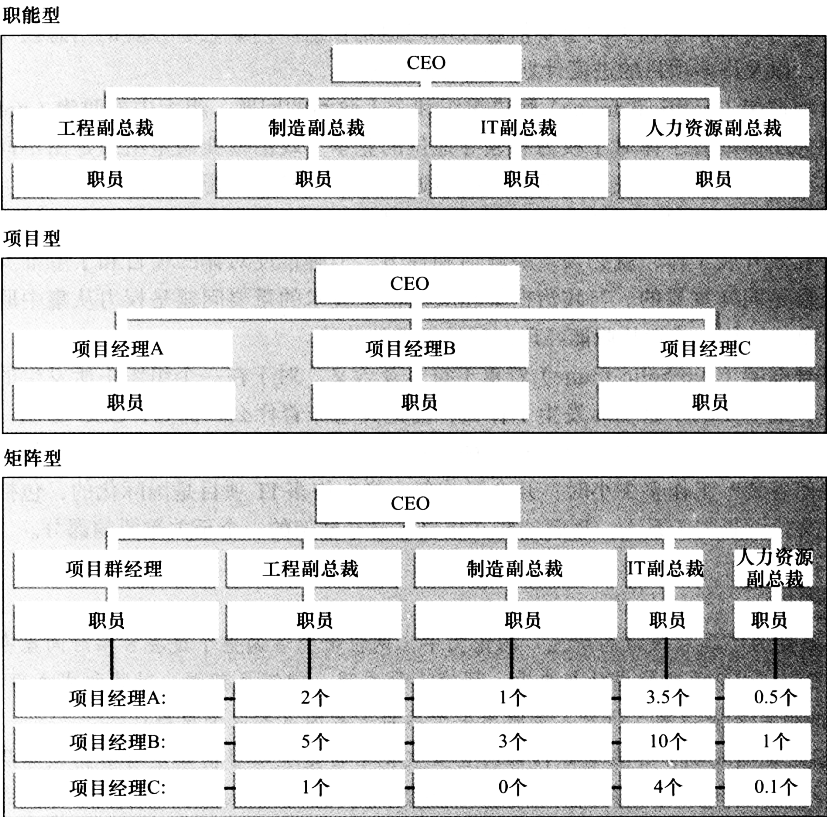 职能型
CEO
工程副总裁 制造副总裁 IT副总裁 人力资源副总裁
职员 职员 职员 职员
项目型
CEO
项目经理A 项目经理B 项目经理C
职员 职员 职员
矩阵型
CEO
项目群经理 工程副总裁 制造副总裁 IT副总裁 人力资源
副总裁
职员 职员 职员 职员 职员
项目经理A: 2个 1个 3.5个 0.5个
项目经理B: 5个 3个 10个 1个
项目经理C: 1个 0个 4个 0.1个